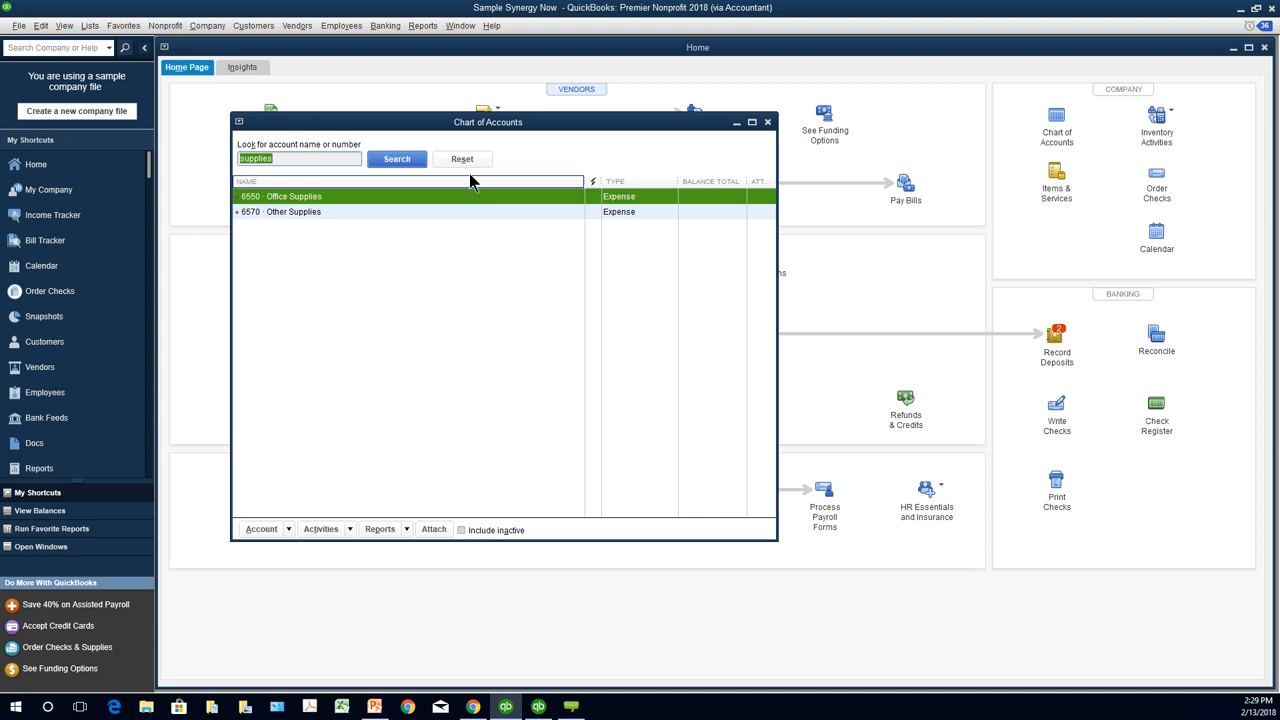 Sample Synergy Now - QuickBooks: Premier Nonprofit 2018 (via Accountant)
File Edit View Lists Favorites Nonprofit Company Customers Vendors Employees Banking Reports Window Help
36
Search Company or Help
Home
You are using a sample
company file
Create a new company file
My Shortcuts
Home
My Company
Income Tracker
Bill Tracker
Calendar
Order Checks
Snapshots
Customers
Vendors
Employees
Bank Feeds
Docs
Reports
My Shortcuts
View Balances
Run Favorite Reports
Open Windows
Do More With QuickBooks
Save 40% on Assisted Payroll
Accept Credit Cards
Order Checks & Supplies
See Funding Options
Home Page Insights
VENDORS
See Funding
Options
Pay Bills
Chart of Accounts
Look for account name or number
supplies Search Reset
NAME TYPE BALANCE TOTAL ATT...
6550 · Office Supplies Expense
6570 · Other Supplies Expense
Account Activities Reports Attach Include inactive
ns
Refunds
& Credits
Process
Payroll
Forms
HR Essentials
and Insurance
COMPANY
Chart of
Accounts
Inventory
Activities
Items &
Services
Order
Checks
Calendar
BANKING
2
Record
Deposits
Reconcile
Write
Checks
Check
Register
Print
Checks
2:29 PM
2/13/2018